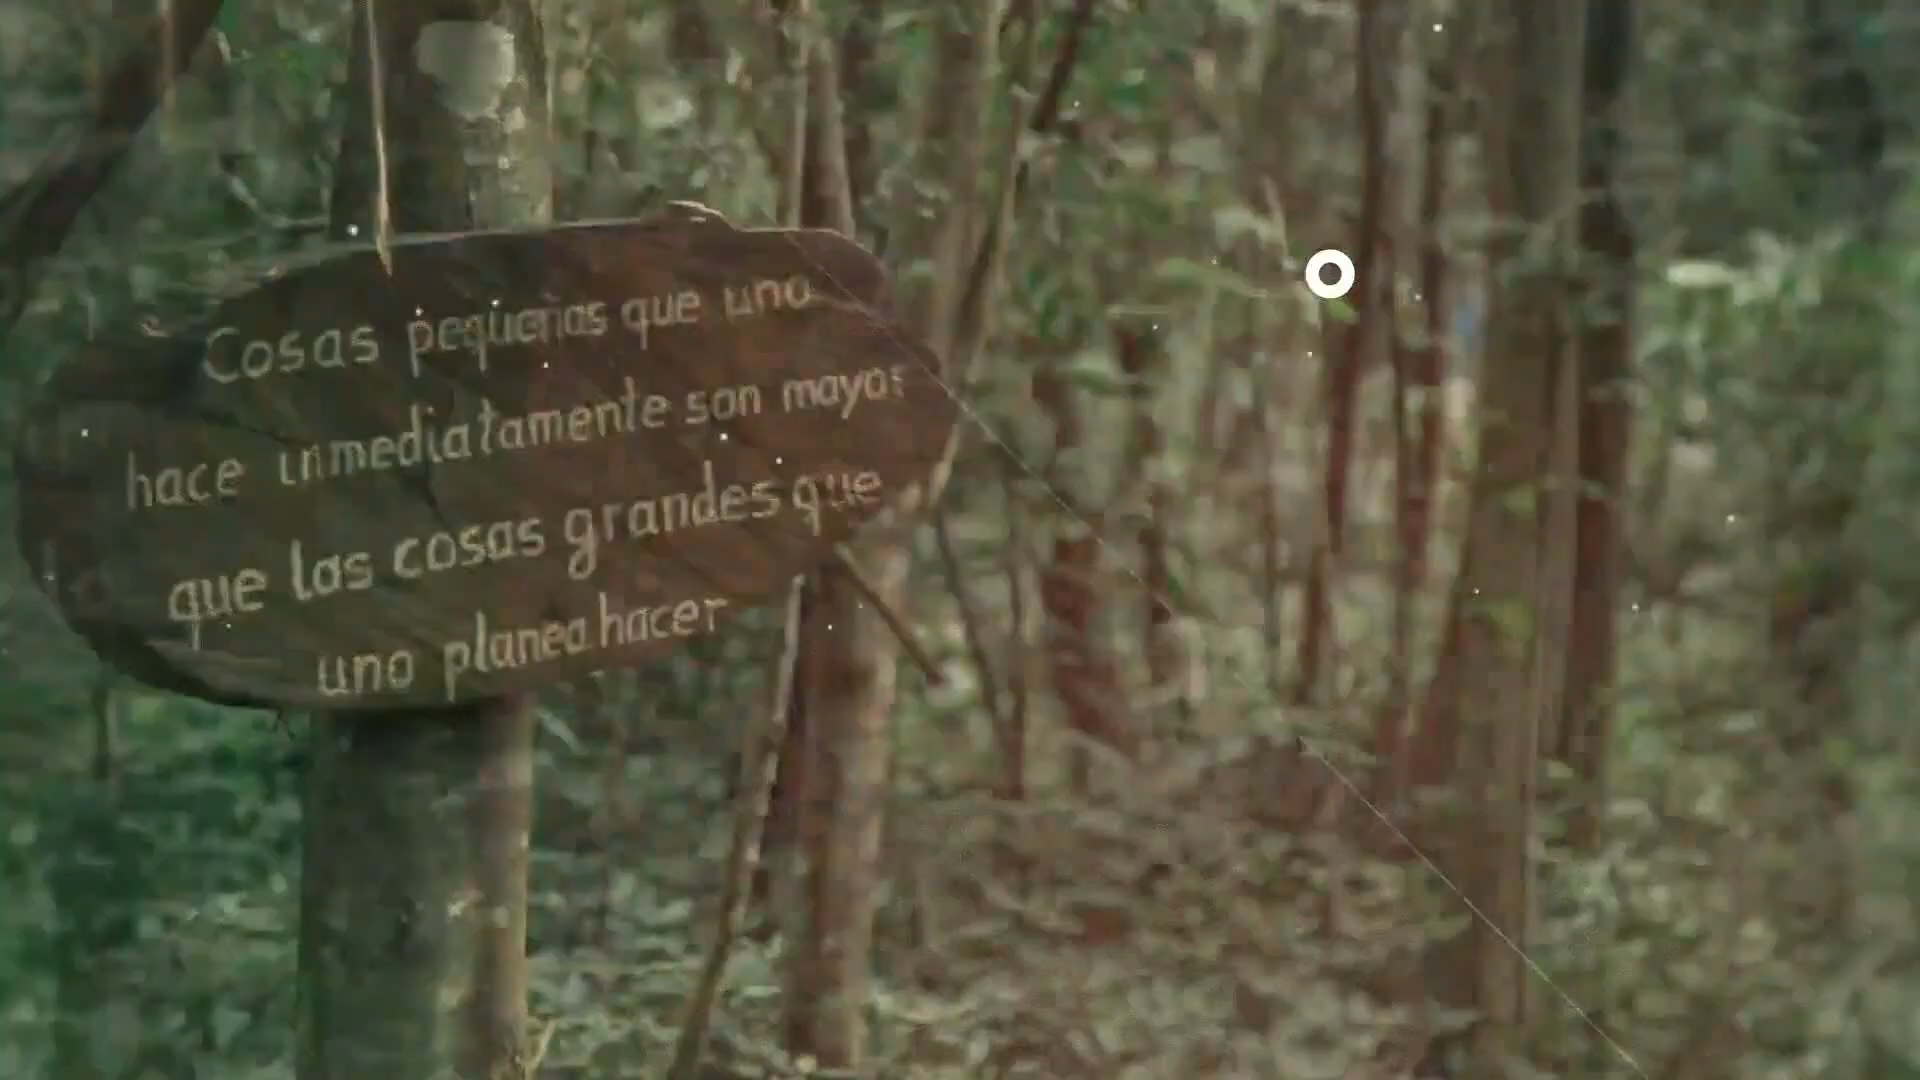 Cosas pequeñas que uno
hace inmediatamente son mayor
que las cosas grandes que
uno planea hacer